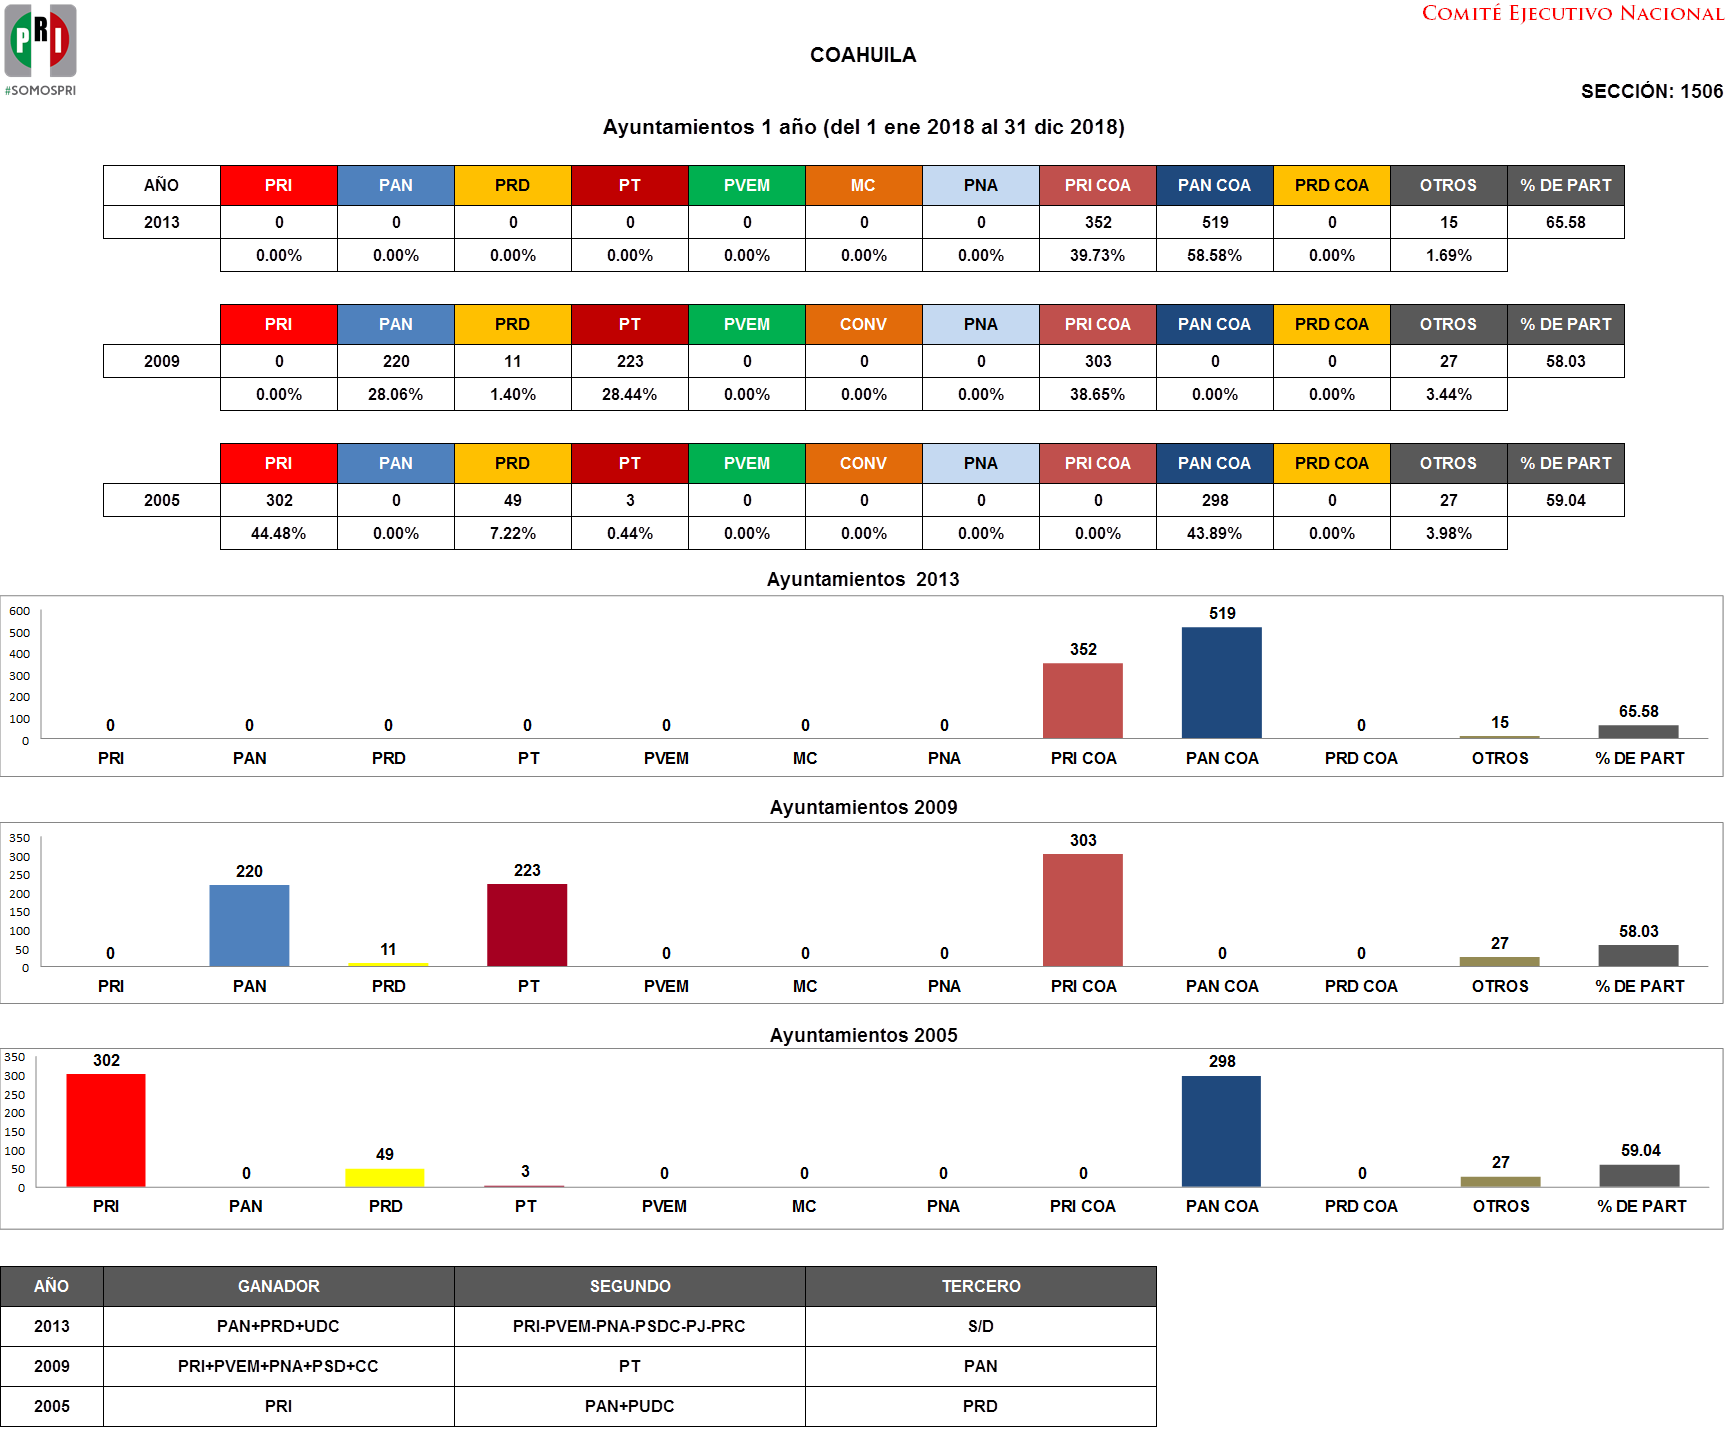 COMITÉ EJECUTIVO NACIONAL
PRI
#SOMOSPRI
COAHUILA
SECCIÓN: 1506
Ayuntamientos 1 año (del 1 ene 2018 al 31 dic 2018)
AÑO PRI PAN PRD PT PVEM MC PNA PRI COA PAN COA PRD COA OTROS % DE PART
2013 0 0 0 0 0 0 0 352 519 0 15 65.58
0.00% 0.00% 0.00% 0.00% 0.00% 0.00% 0.00% 39.73% 58.58% 0.00% 1.69%
PRI PAN PRD PT PVEM CONV PNA PRI COA PAN COA PRD COA OTROS % DE PART
2009 0 220 11 223 0 0 0 303 0 0 27 58.03
0.00% 28.06% 1.40% 28.44% 0.00% 0.00% 0.00% 38.65% 0.00% 0.00% 3.44%
PRI PAN PRD PT PVEM CONV PNA PRI COA PAN COA PRD COA OTROS % DE PART
2005 302 0 49 3 0 0 0 0 298 0 27 59.04
44.48% 0.00% 7.22% 0.44% 0.00% 0.00% 0.00% 0.00% 43.89% 0.00% 3.98%
Ayuntamientos 2013
600
500
400
300
200
100
0
0 0 0 0 0 0 0 352 519 0 15 65.58
PRI PAN PRD PT PVEM MC PNA PRI COA PAN COA PRD COA OTROS % DE PART
Ayuntamientos 2009
350
300
250
200
150
100
50
0
0 220 11 223 0 0 0 303 0 0 27 58.03
PRI PAN PRD PT PVEM MC PNA PRI COA PAN COA PRD COA OTROS % DE PART
Ayuntamientos 2005
350
300
250
200
150
100
50
0
302 0 49 3 0 0 0 0 298 0 27 59.04
PRI PAN PRD PT PVEM MC PNA PRI COA PAN COA PRD COA OTROS % DE PART
AÑO GANADOR SEGUNDO TERCERO
2013 PAN+PRD+UDC PRI-PVEM-PNA-PSDC-PJ-PRC S/D
2009 PRI+PVEM+PNA+PSD+CC PT PAN
2005 PRI PAN+PUDC PRD